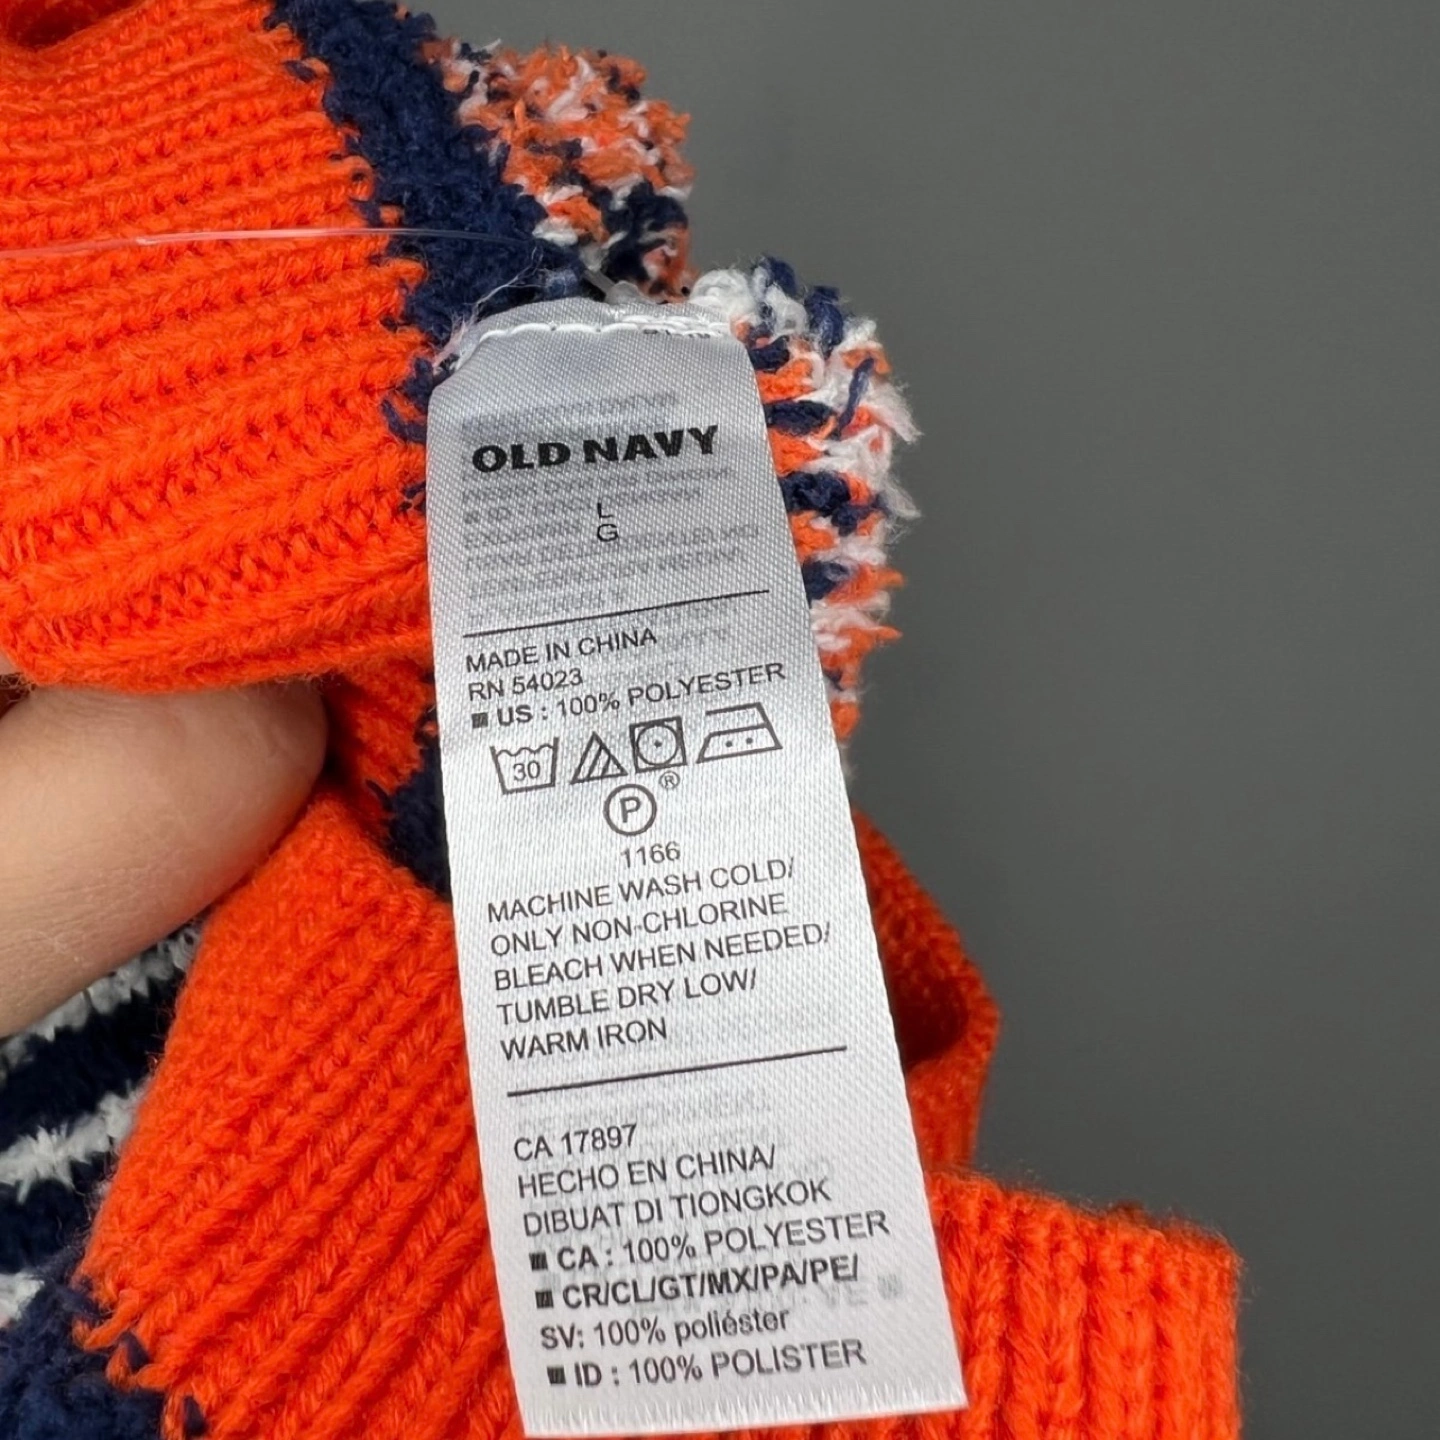 OLD NAVY
L
G
MADE IN CHINA
RN 54023
US : 100% POLYESTER
30
P ®
1166
MACHINE WASH COLD/
ONLY NON-CHLORINE
BLEACH WHEN NEEDED/
TUMBLE DRY LOW/
WARM IRON
CA 17897
HECHO EN CHINA/
DIBUAT DI TIONGKOK
CA : 100% POLYESTER
CR/CL/GT/MX/PA/PE/
SV: 100% poliéster
ID : 100% POLISTER